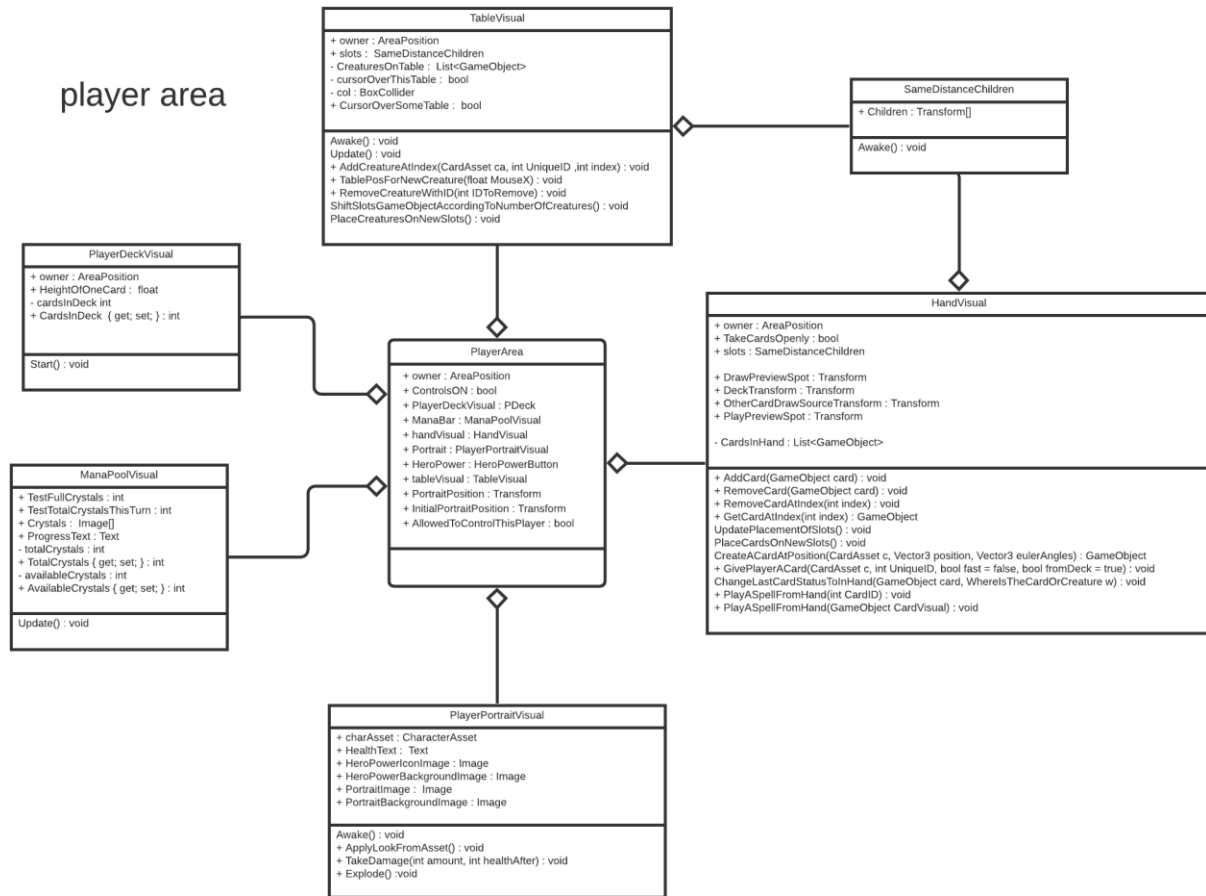 player area
TableVisual
+ owner : AreaPosition
+ slots : SameDistanceChildren
- CreaturesOnTable : List<GameObject>
- cursorOverThisTable : bool
- col : BoxCollider
+ CursorOverSomeTable : bool
Awake() : void
Update() : void
+ AddCreatureAtIndex(CardAsset ca, int UniqueID ,int index) : void
+ TablePosForNewCreature(float MouseX) : void
+ RemoveCreatureWithID(int IDToRemove) : void
ShiftSlotsGameObjectAccordingToNumberOfCreatures() : void
PlaceCreaturesOnNewSlots() : void
SameDistanceChildren
+ Children : Transform[]
Awake() : void
PlayerDeckVisual
+ owner : AreaPosition
+ HeightOfOneCard : float
- cardsInDeck int
+ CardsInDeck { get; set; } : int
Start() : void
PlayerArea
+ owner : AreaPosition
+ ControlsON : bool
+ PlayerDeckVisual : PDeck
+ ManaBar : ManaPoolVisual
+ handVisual : HandVisual
+ Portrait : PlayerPortraitVisual
+ HeroPower : HeroPowerButton
+ tableVisual : TableVisual
+ PortraitPosition : Transform
+ InitialPortraitPosition : Transform
+ AllowedToControlThisPlayer : bool
HandVisual
+ owner : AreaPosition
+ TakeCardsOpenly : bool
+ slots : SameDistanceChildren
+ DrawPreviewSpot : Transform
+ DeckTransform : Transform
+ OtherCardDrawSourceTransform : Transform
+ PlayPreviewSpot : Transform
- CardsInHand : List<GameObject>
+ AddCard(GameObject card) : void
+ RemoveCard(GameObject card) : void
+ RemoveCardAtIndex(int index) : void
+ GetCardAtIndex(int index) : GameObject
UpdatePlacementOfSlots() : void
PlaceCardsOnNewSlots() : void
CreateACardAtPosition(CardAsset c, Vector3 position, Vector3 eulerAngles) : GameObject
+ GivePlayerACard(CardAsset c, int UniqueID, bool fast = false, bool fromDeck = true) : void
ChangeLastCardStatusToInHand(GameObject card, WhereIsTheCardOrCreature w) : void
+ PlayASpellFromHand(int CardID) : void
+ PlayASpellFromHand(GameObject CardVisual) : void
ManaPoolVisual
+ TestFullCrystals : int
+ TestTotalCrystalsThisTurn : int
+ Crystals : Image[]
+ ProgressText : Text
- totalCrystals : int
+ TotalCrystals { get; set; } : int
- availableCrystals : int
+ AvailableCrystals { get; set; } : int
Update() : void
PlayerPortraitVisual
+ charAsset : CharacterAsset
+ HealthText : Text
+ HeroPowerIconImage : Image
+ HeroPowerBackgroundImage : Image
+ PortraitImage : Image
+ PortraitBackgroundImage : Image
Awake() : void
+ ApplyLookFromAsset() : void
+ TakeDamage(int amount, int healthAfter) : void
+ Explode() :void